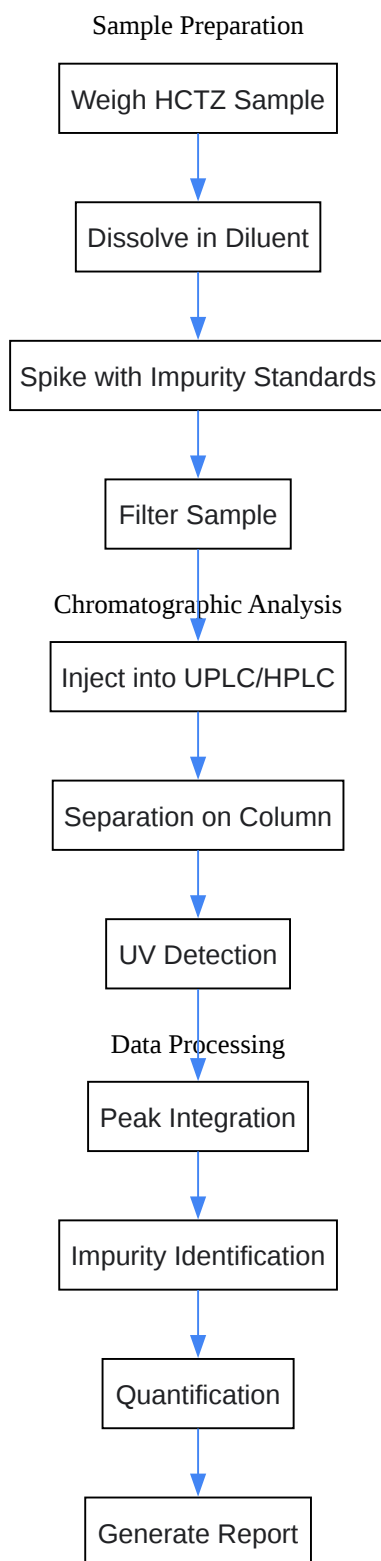 Sample Preparation
Weigh HCTZ Sample
Dissolve in Diluent
Spike with Impurity Standards
Filter Sample
Chromatographic Analysis
Inject into UPLC/HPLC
Separation on Column
UV Detection
Data Processing
Peak Integration
Impurity Identification
Quantification
Generate Report